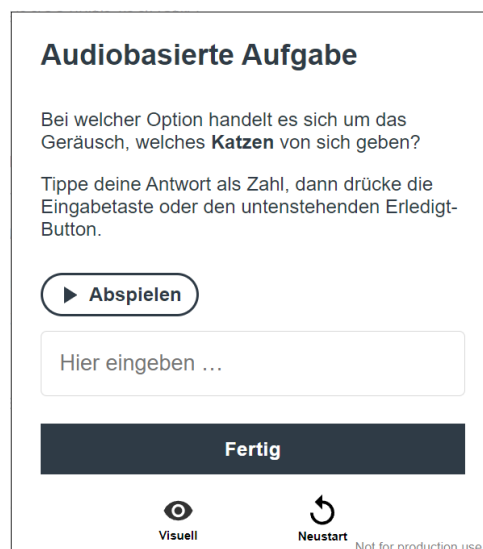 Audiobasierte Aufgabe
Bei welcher Option handelt es sich um das
Geräusch, welches Katzen von sich geben?
Tippe deine Antwort als Zahl, dann drücke die
Eingabetaste oder den untenstehenden Erledigt-
Button.
Abspielen
Hier eingeben …
Fertig
Visuell
Neustart
Not for production use